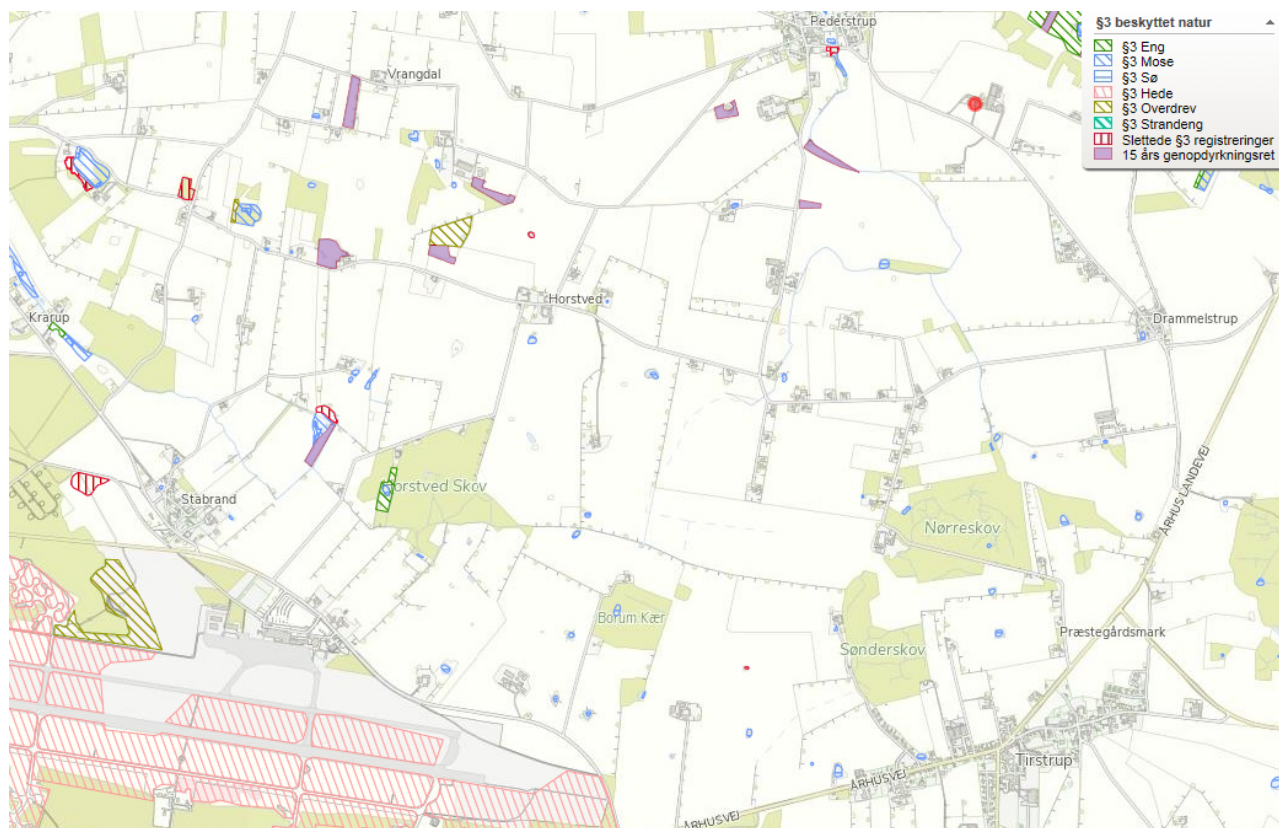 Pederstrup
§3 beskyttet natur
§3 Eng
§3 Mose
§3 Sø
§3 Hede
§3 Overdrev
§3 Strandeng
Slettede §3 registreringer
15 års genopdyrkningsret
Vrangdal
Krarup
Horstved
Drammelstrup
Stabrand
Horstved Skov
Nørreskov
ÅRHUS LANDEVEJ
Borum Kær
Præstegårdsmark
Sønderskov
Tirstrup
ÅRHUSVEJ
ÅRHUSVEJ